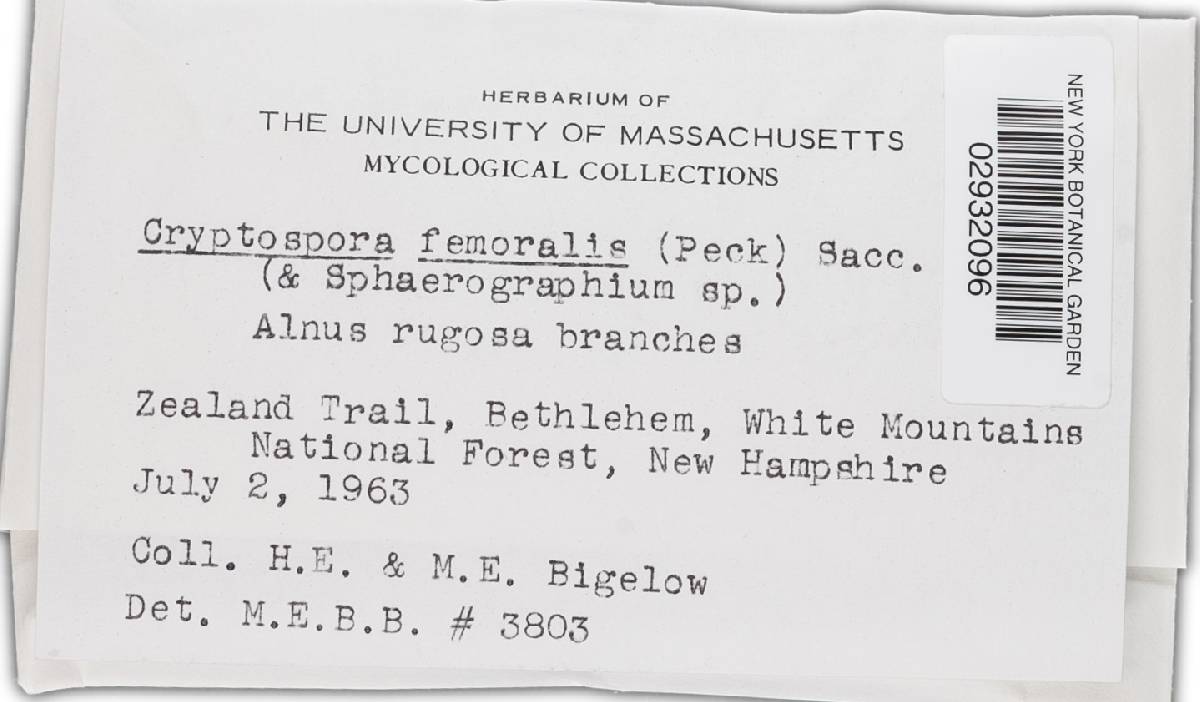 HERBARIUM OF
THE UNIVERSITY OF MASSACHUSETTS
MYCOLOGICAL COLLECTIONS
Cryptospora femoralis (Peck) Sacc.
(& Sphaerographium sp.)
Alnus rugosa branches
Zealand Trail, Bethlehem, White Mountains
National Forest, New Hampshire
July 2, 1963
Coll. H.E. & M.E. Bigelow
Det. M.E.B.B. # 3803
NEW YORK BOTANICAL GARDEN
02932096